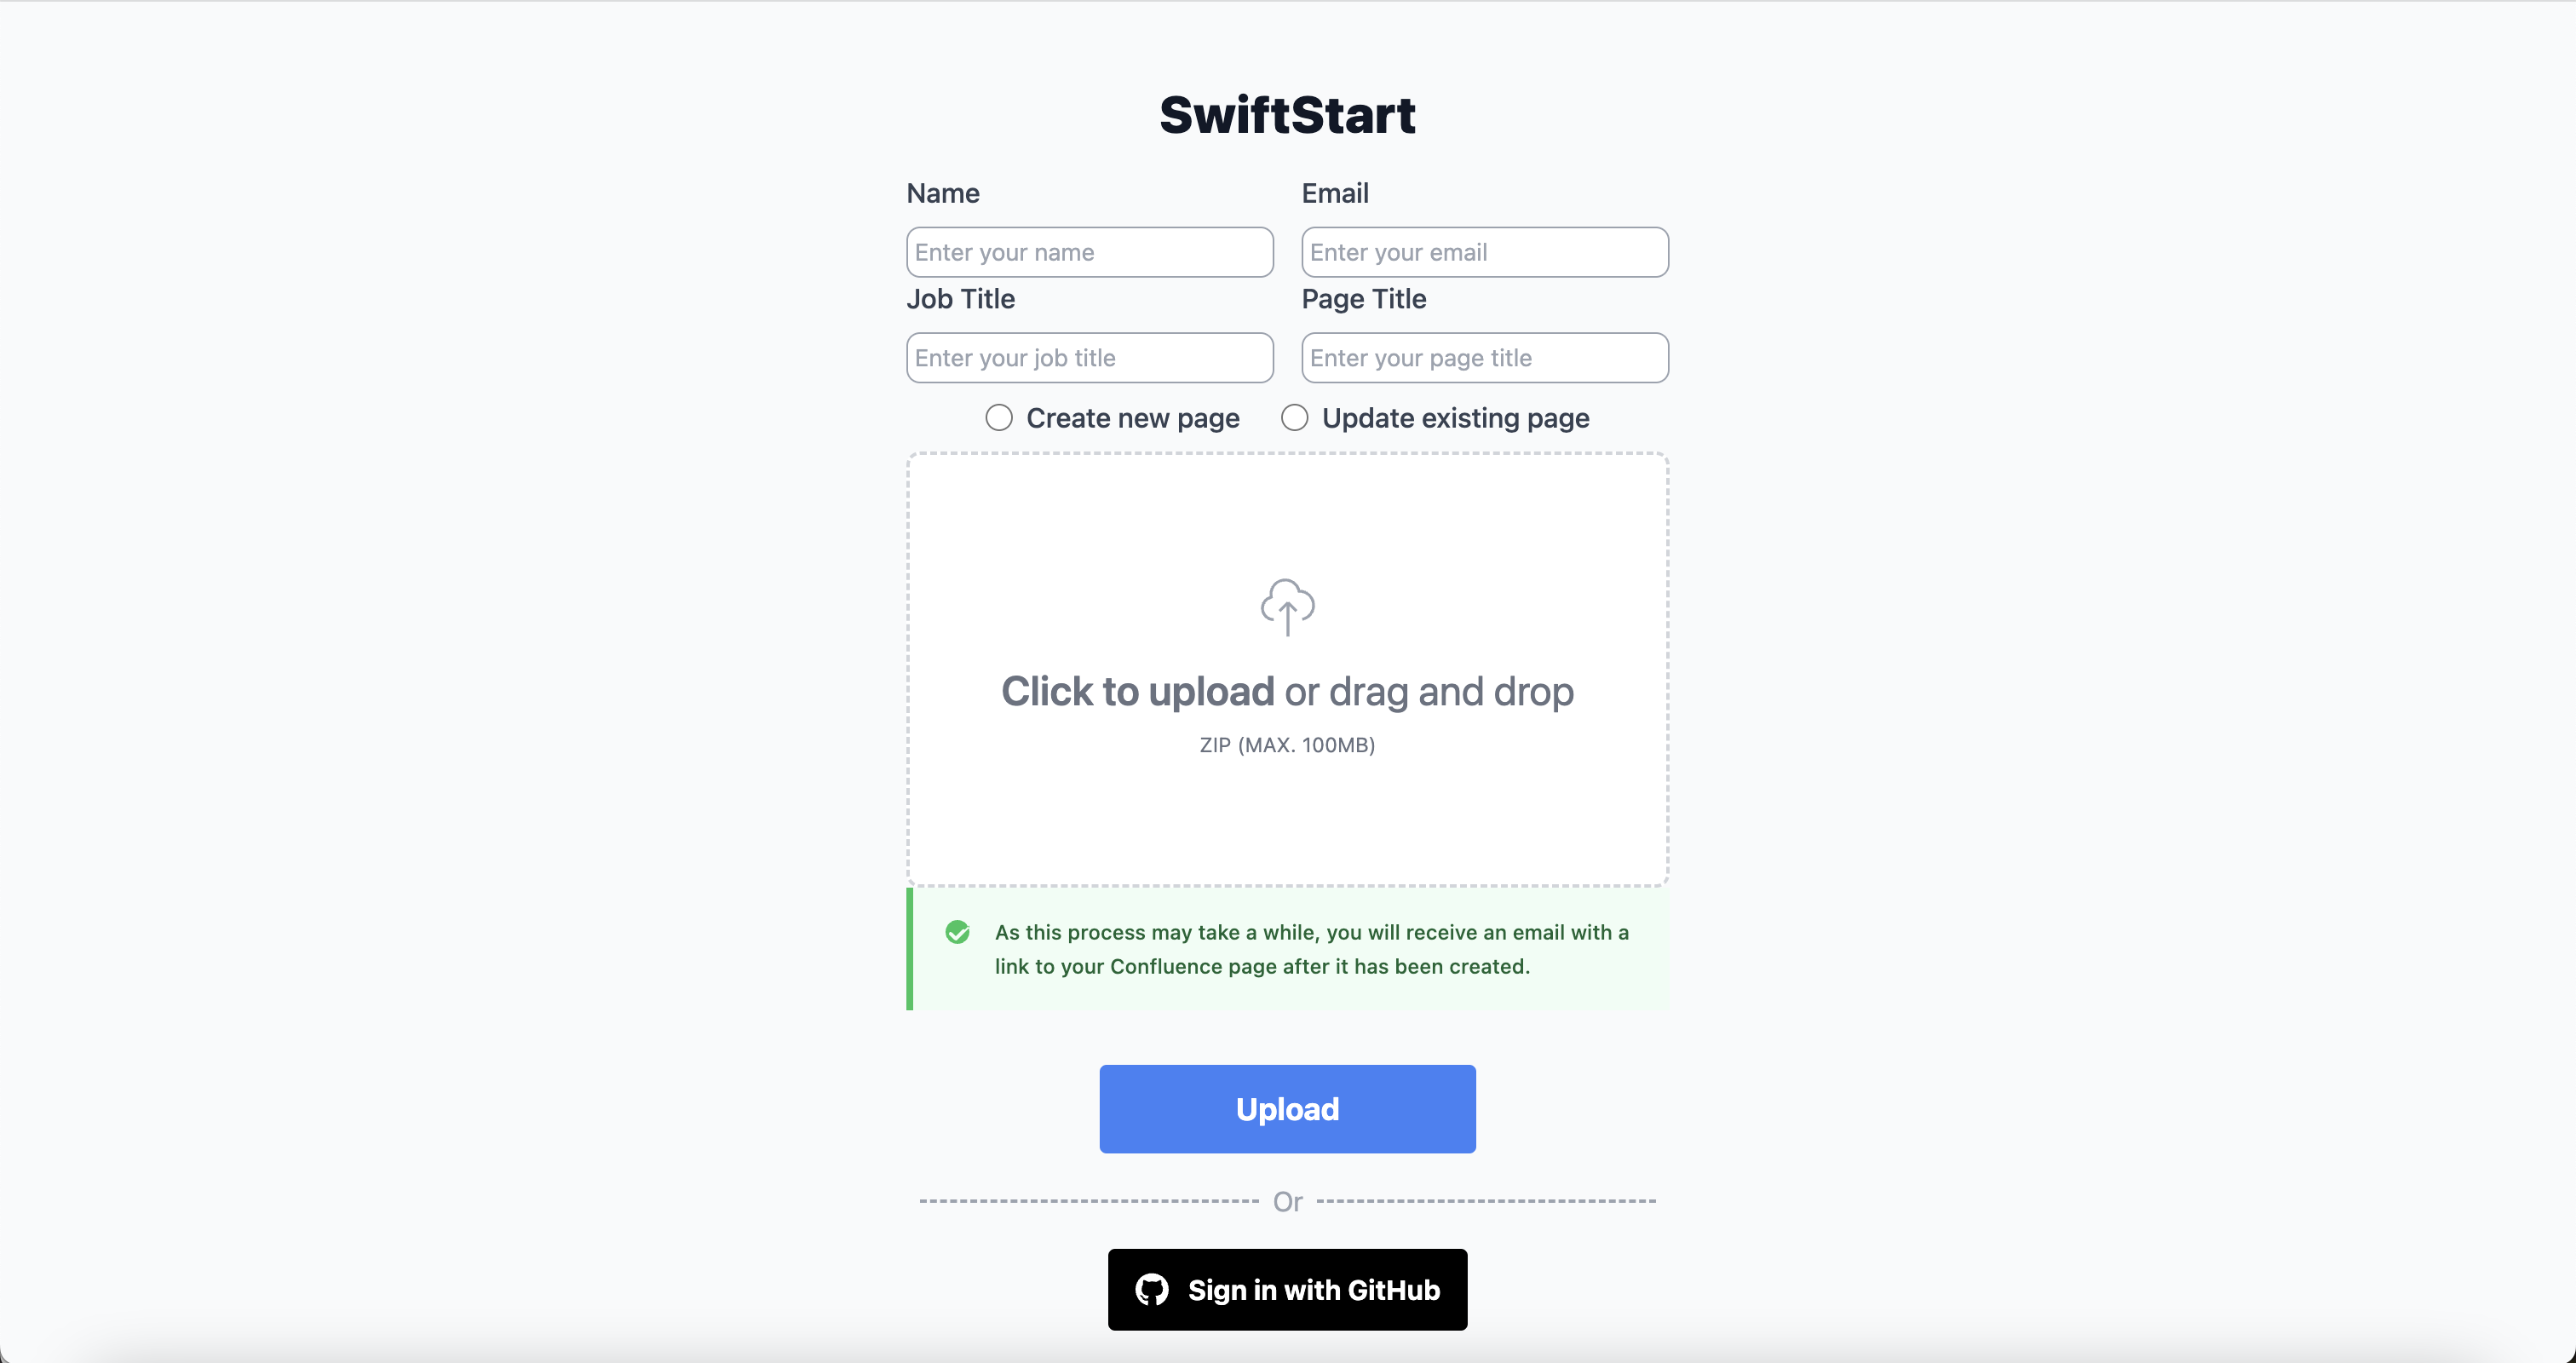 SwiftStart
Name
Email
Enter your name
Enter your email
Job Title
Page Title
Enter your job title
Enter your page title
Create new page
Update existing page
Click to upload or drag and drop
ZIP (MAX. 100MB)
As this process may take a while, you will receive an email with a
link to your Confluence page after it has been created.
Upload
Or
Sign in with GitHub